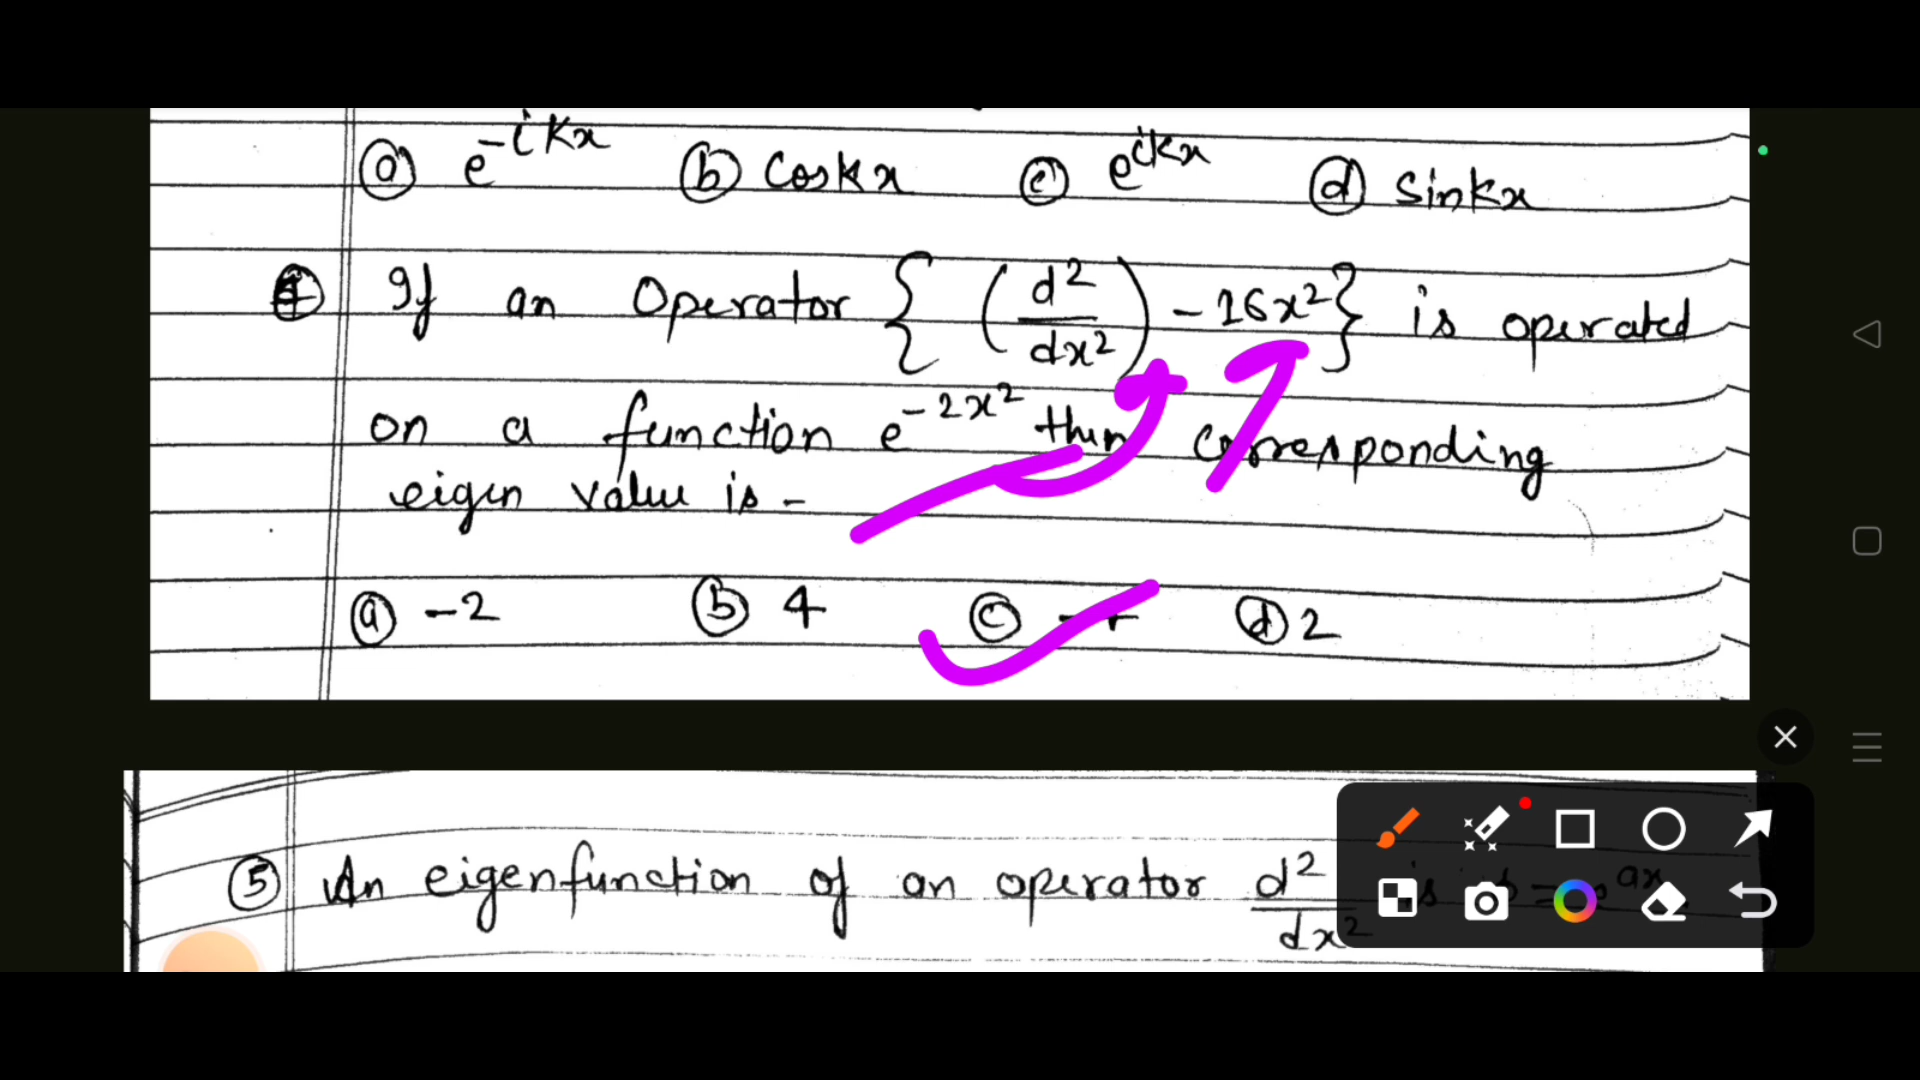 ⓐ e^-iKx ⓑ CosKx ⓒ e^iKx ⓓ SinKx
④ If an Operator { (d²/dx²) - 16x² } is operated
on a function e^-2x² then corresponding
eigen value is -
ⓐ -2 ⓑ 4 ⓒ ⓓ 2
⑤ An eigenfunction of an operator d²/dx² is